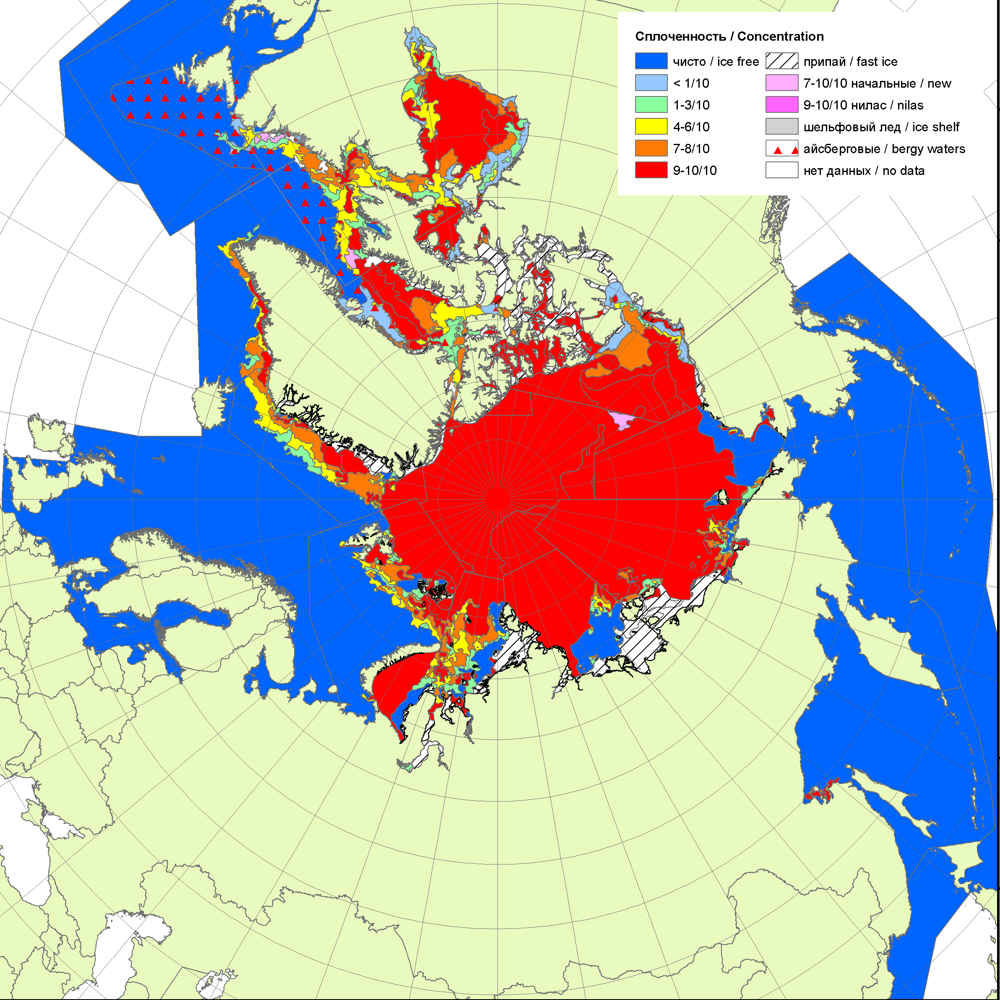 Сплоченность / Concentration
чисто / ice free
< 1/10
1-3/10
4-6/10
7-8/10
9-10/10
припай / fast ice
7-10/10 начальные / new
9-10/10 нилас / nilas
шельфовый лед / ice shelf
айсберговые / bergy waters
нет данных / no data